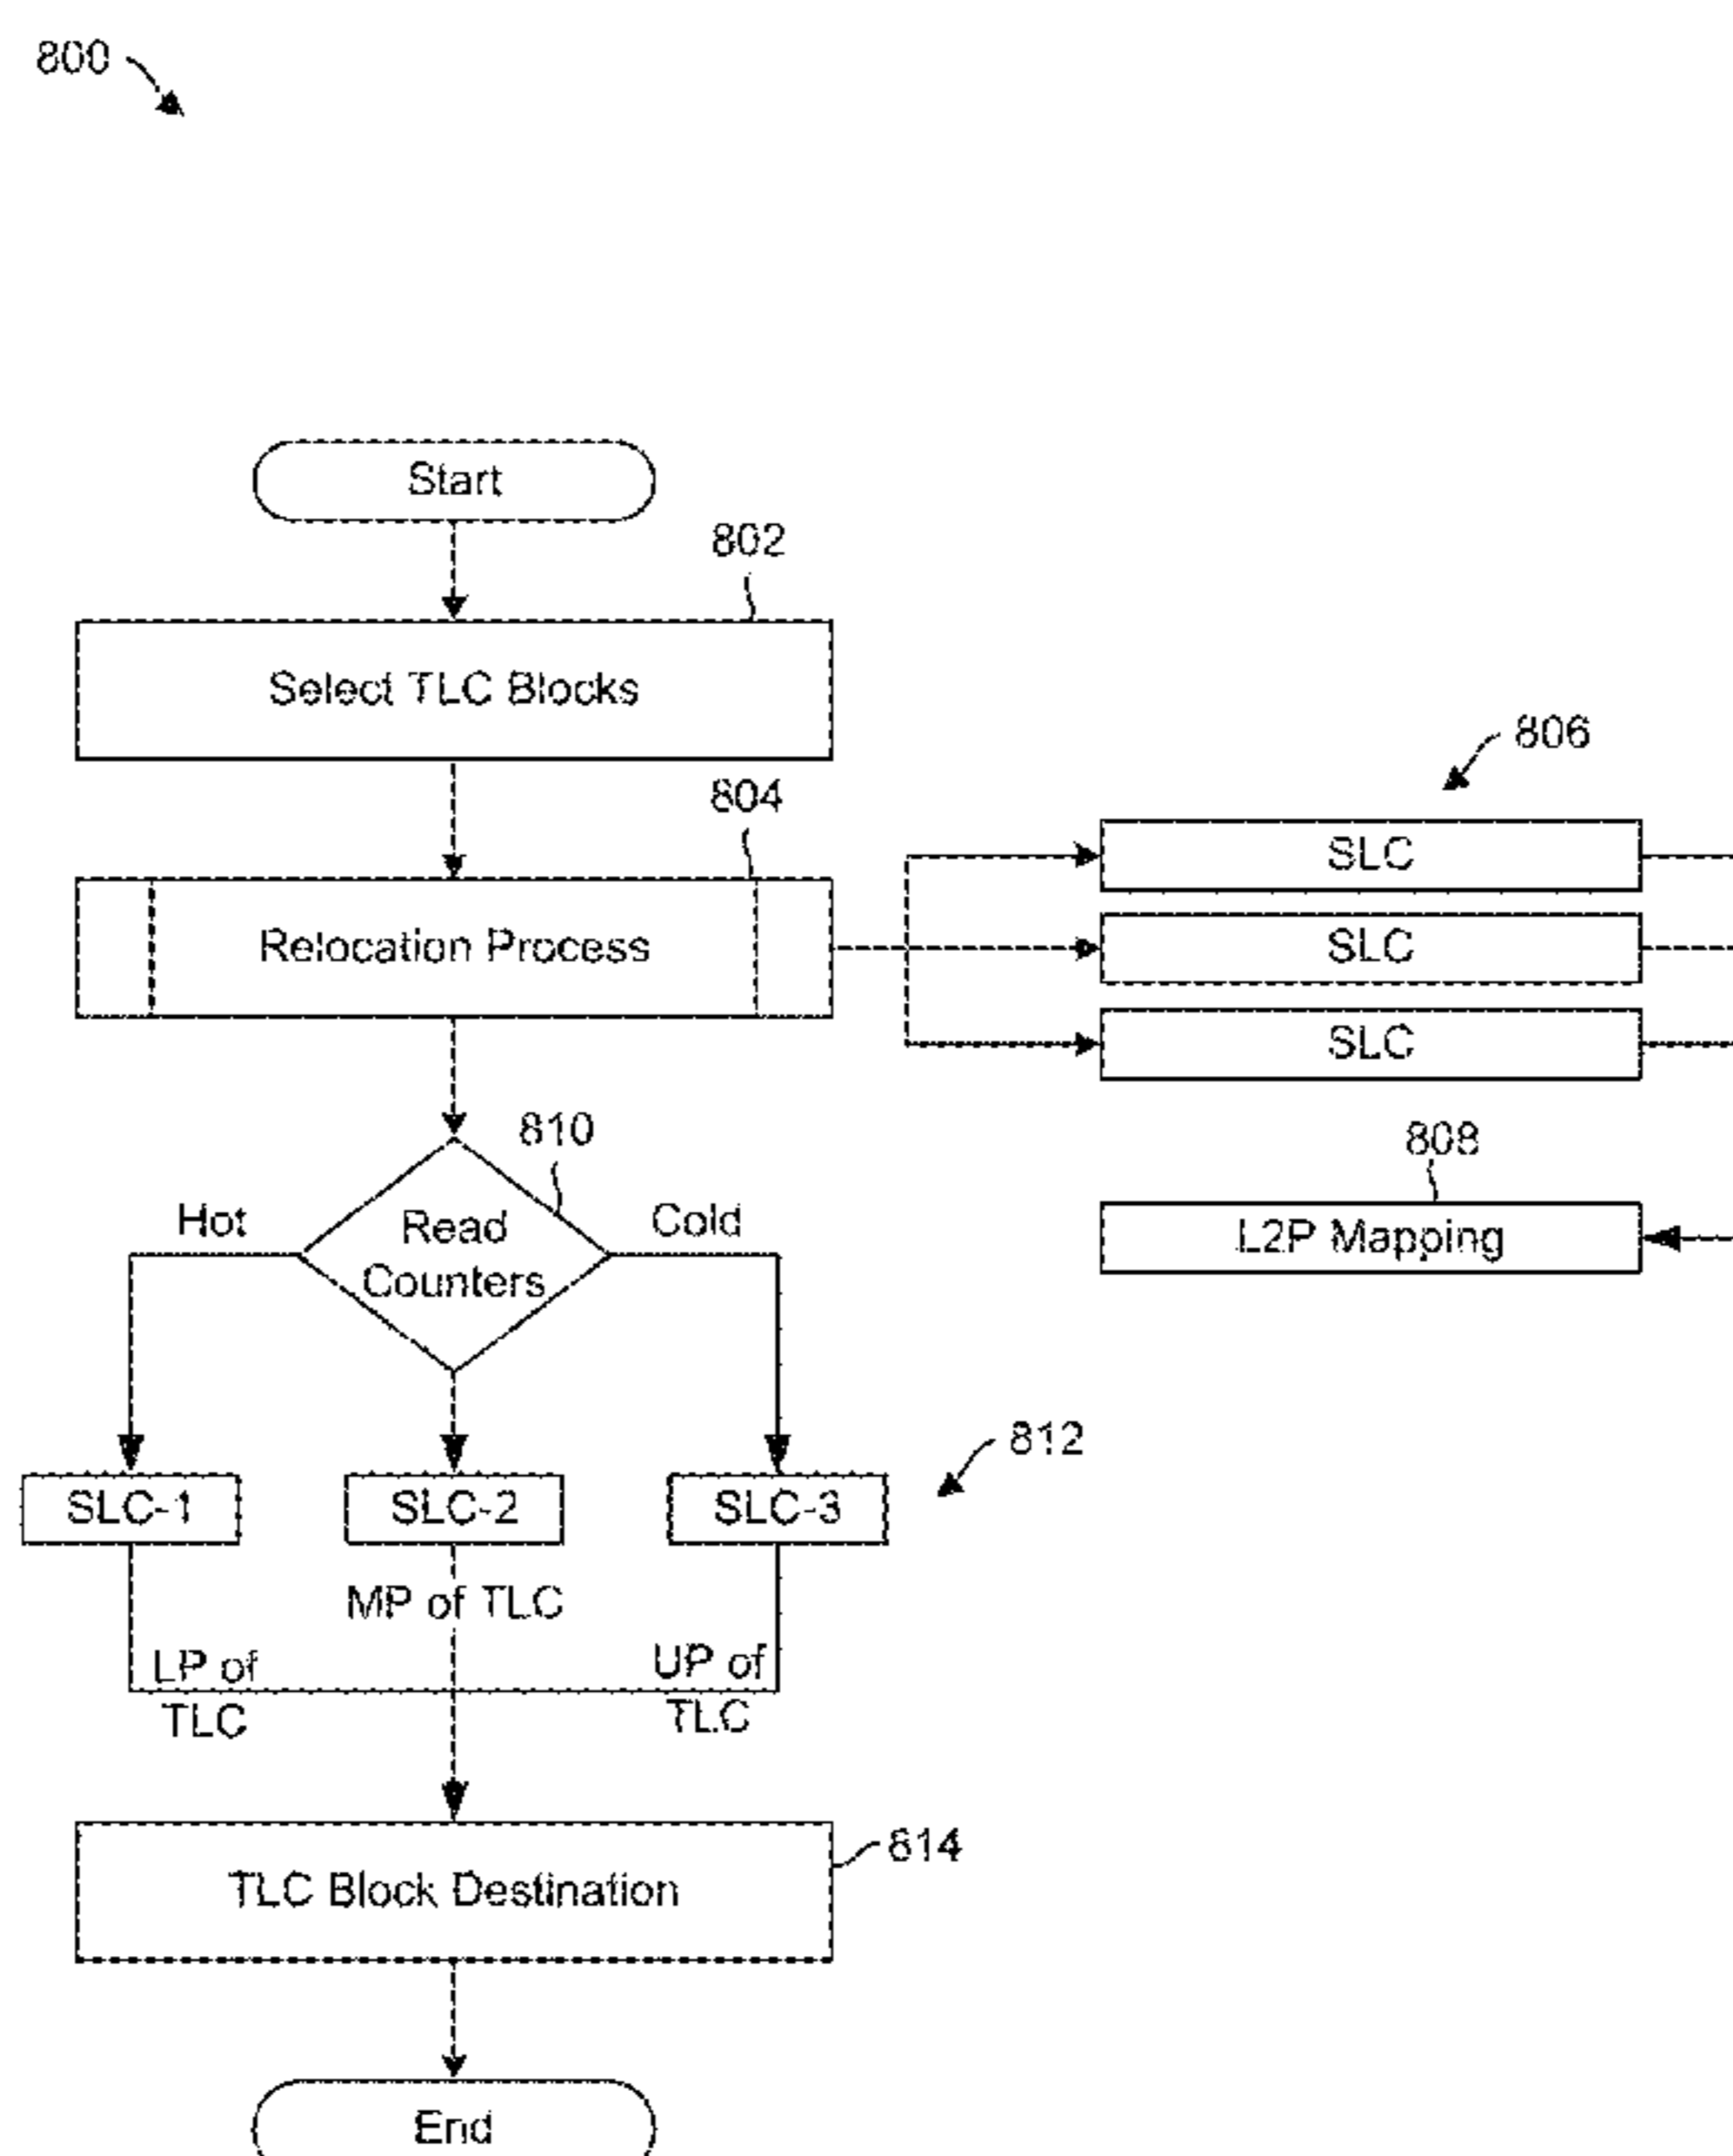 800
Start
802
Select TLC Blocks
804
Relocation Process
806
SLC
SLC
SLC
808
L2P Mapping
810
Hot
Read
Counters
Cold
812
SLC-1
SLC-2
SLC-3
MP of TLC
LP of
TLC
UP of
TLC
814
TLC Block Destination
End